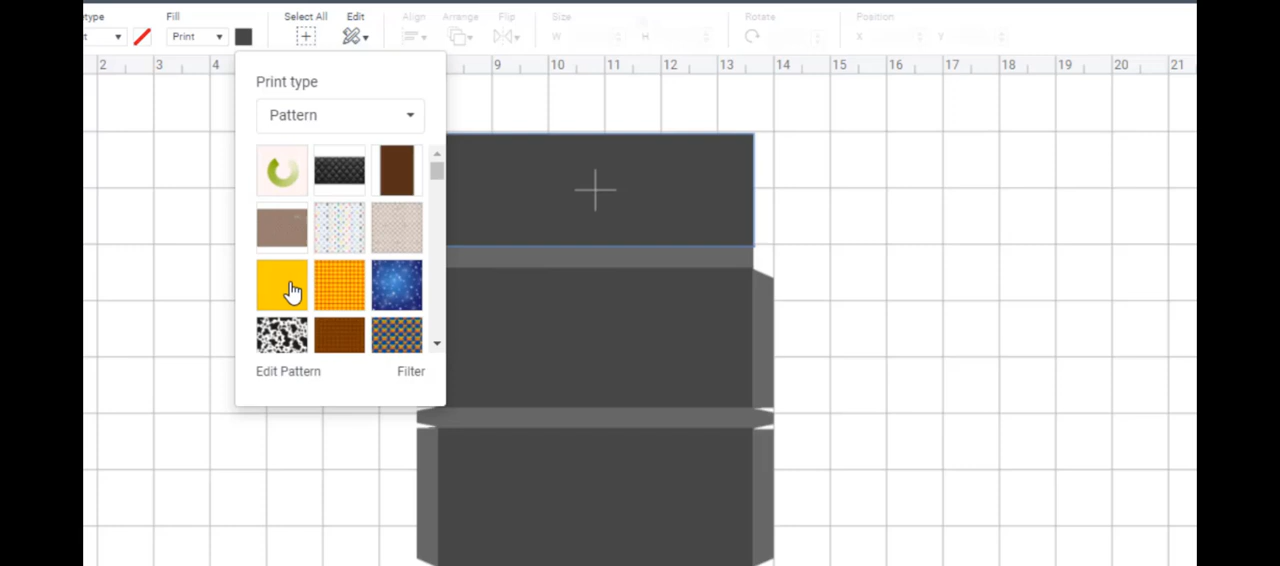 type Fill Select All Edit Align Arrange Flip Size Rotate Position
t Print W H X Y
2 3 4 9 10 11 12 13 14 15 16 17 18 19 20 21
Print type
Pattern
Edit Pattern Filter